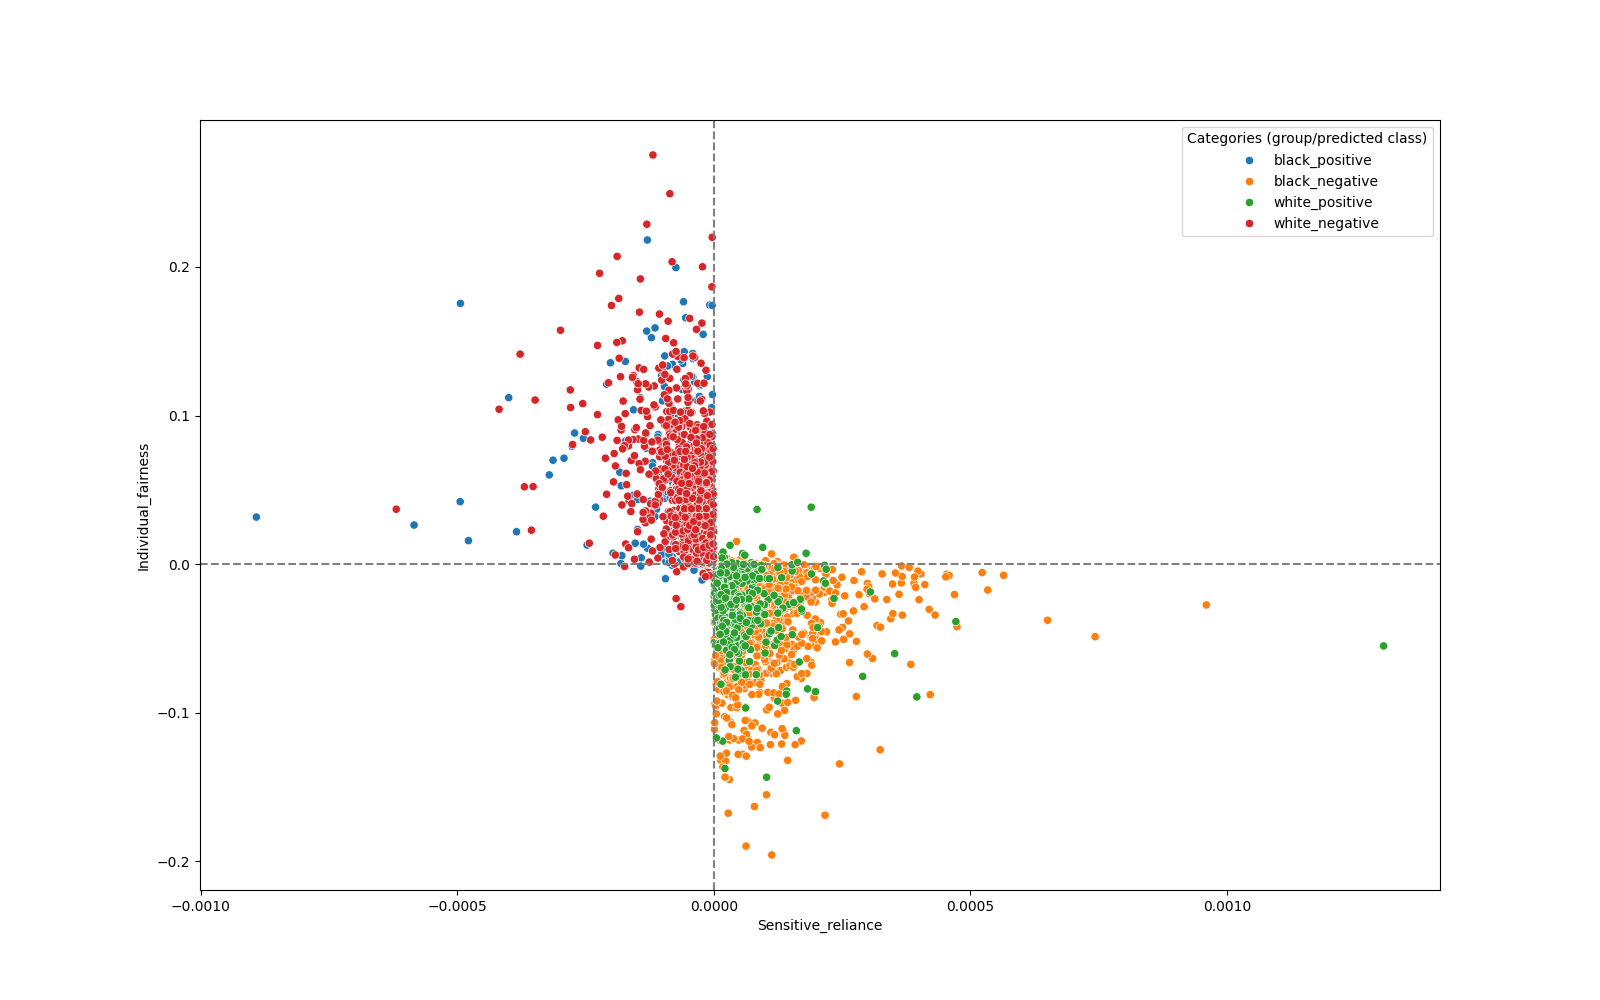 Categories (group/predicted class)
black_positive
black_negative
white_positive
white_negative
Individual_fairness
0.2
0.1
0.0
−0.1
−0.2
−0.0010
−0.0005
0.0000
0.0005
0.0010
Sensitive_reliance